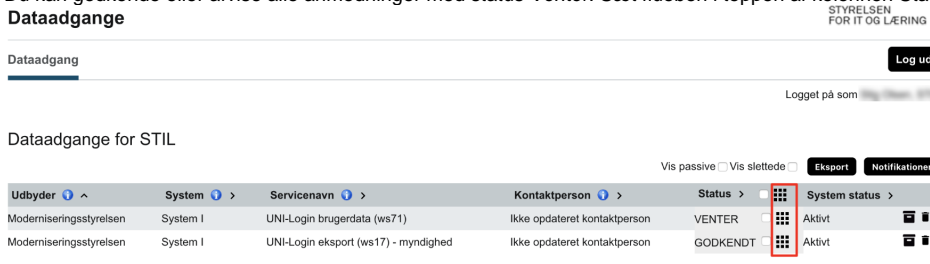 STYRELSEN
Dataadgange
FOR IT OG LÆRING
Dataadgang
Log ud
Logget på som
Dataadgange for STIL
Vis passive Vis slettede Eksport Notifikationer
Udbyder System > Servicenavn > Kontaktperson > Status > System status >
Moderniseringsstyrelsen System I UNI-Login brugerdata (ws71) Ikke opdateret kontaktperson VENTER Aktivt
Moderniseringsstyrelsen System I UNI-Login eksport (ws17) - myndighed Ikke opdateret kontaktperson GODKENDT Aktivt